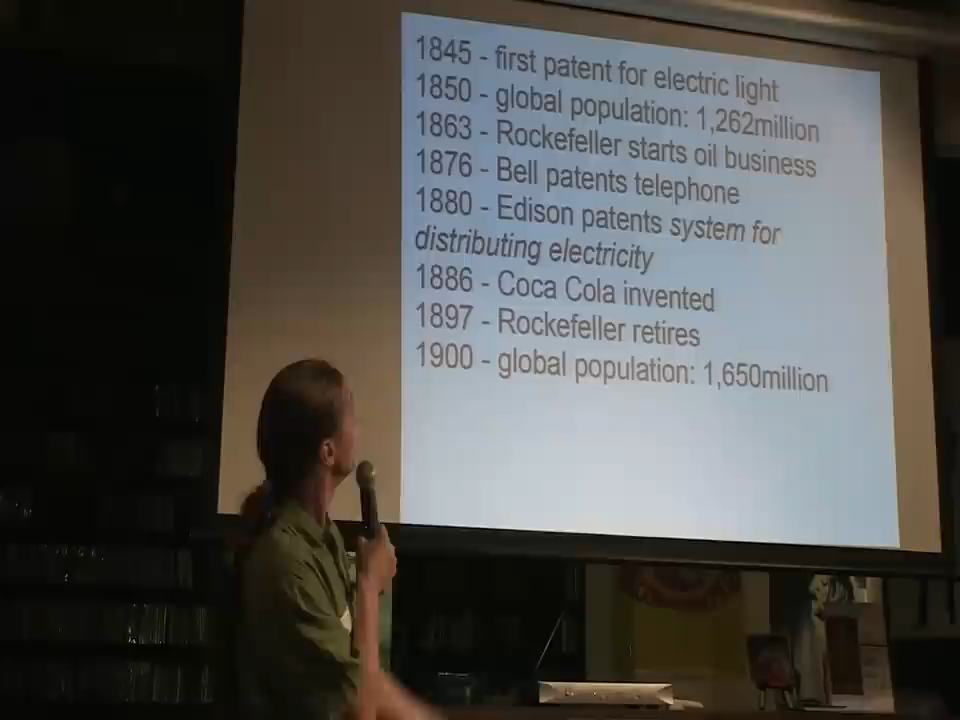 1845 - first patent for electric light
1850 - global population: 1,262million
1863 - Rockefeller starts oil business
1876 - Bell patents telephone
1880 - Edison patents system for
distributing electricity
1886 - Coca Cola invented
1897 - Rockefeller retires
1900 - global population: 1,650million